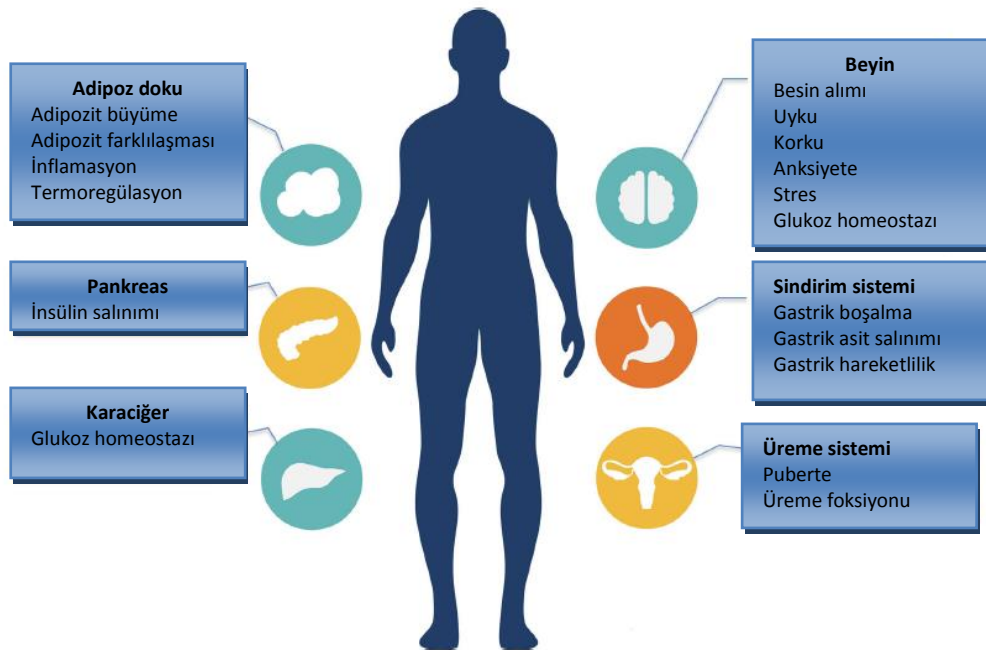 Adipoz doku
Adipozit büyüme
Adipozit farklılaşması
İnflamasyon
Termoregülasyon
Pankreas
İnsülin salınımı
Karaciğer
Glukoz homeostazı
Beyin
Besin alımı
Uyku
Korku
Anksiyete
Stres
Glukoz homeostazı
Sindirim sistemi
Gastrik boşalma
Gastrik asit salınımı
Gastrik hareketlilik
Üreme sistemi
Puberte
Üreme foksiyonu